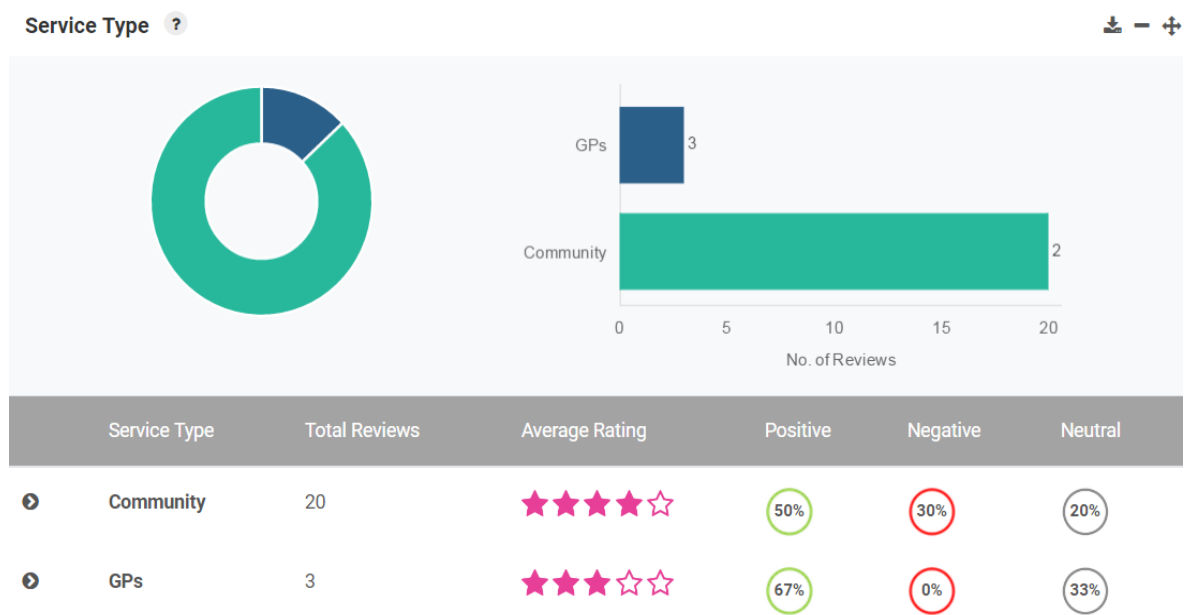 Service Type ?
GPs
3
Community
2
0 5 10 15 20
No. of Reviews
Service Type Total Reviews Average Rating Positive Negative Neutral
Community 20 50% 30% 20%
GPs 3 67% 0% 33%